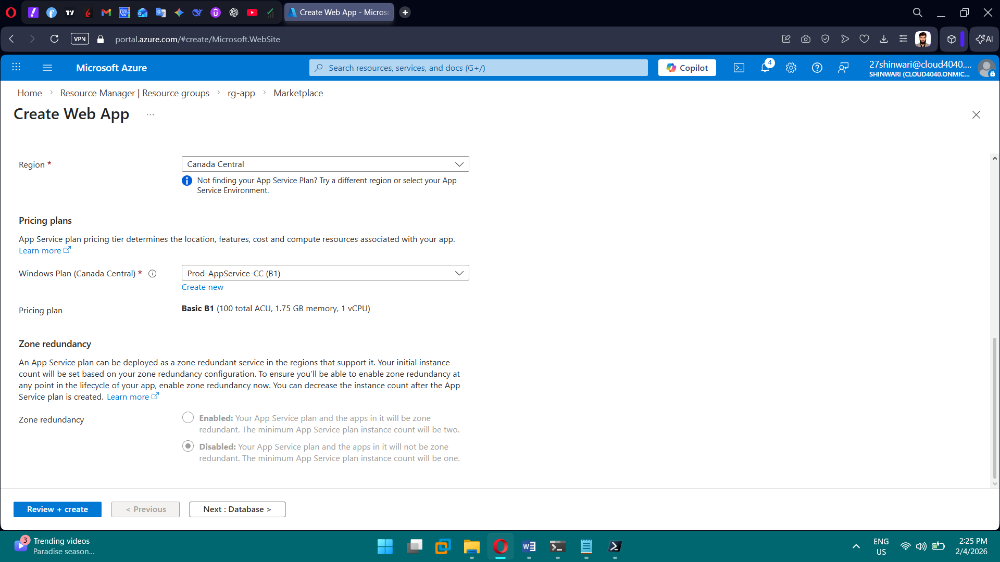 Create Web App - Micros
VPN
portal.azure.com/#create/Microsoft.WebSite
AI
Microsoft Azure
Search resources, services, and docs (G+/)
Copilot
4
27shinwari@cloud4040....
SHINWARI (CLOUD4040.ONMIC...
Home > Resource Manager | Resource groups > rg-app > Marketplace
Create Web App ...
Region *
Canada Central
Not finding your App Service Plan? Try a different region or select your App
Service Environment.
Pricing plans
App Service plan pricing tier determines the location, features, cost and compute resources associated with your app.
Learn more
Windows Plan (Canada Central) *
Prod-AppService-CC (B1)
Create new
Pricing plan
Basic B1 (100 total ACU, 1.75 GB memory, 1 vCPU)
Zone redundancy
An App Service plan can be deployed as a zone redundant service in the regions that support it. Your initial instance
count will be set based on your zone redundancy configuration. To ensure you'll be able to enable zone redundancy at
any point in the lifecycle of your app, enable zone redundancy now. You can decrease the instance count after the App
Service plan is created. Learn more
Zone redundancy
Enabled: Your App Service plan and the apps in it will be zone
redundant. The minimum App Service plan instance count will be two.
Disabled: Your App Service plan and the apps in it will not be zone
redundant. The minimum App Service plan instance count will be one.
Review + create
< Previous
Next : Database >
3
Trending videos
Paradise season...
ENG
US
2:25 PM
2/4/2026